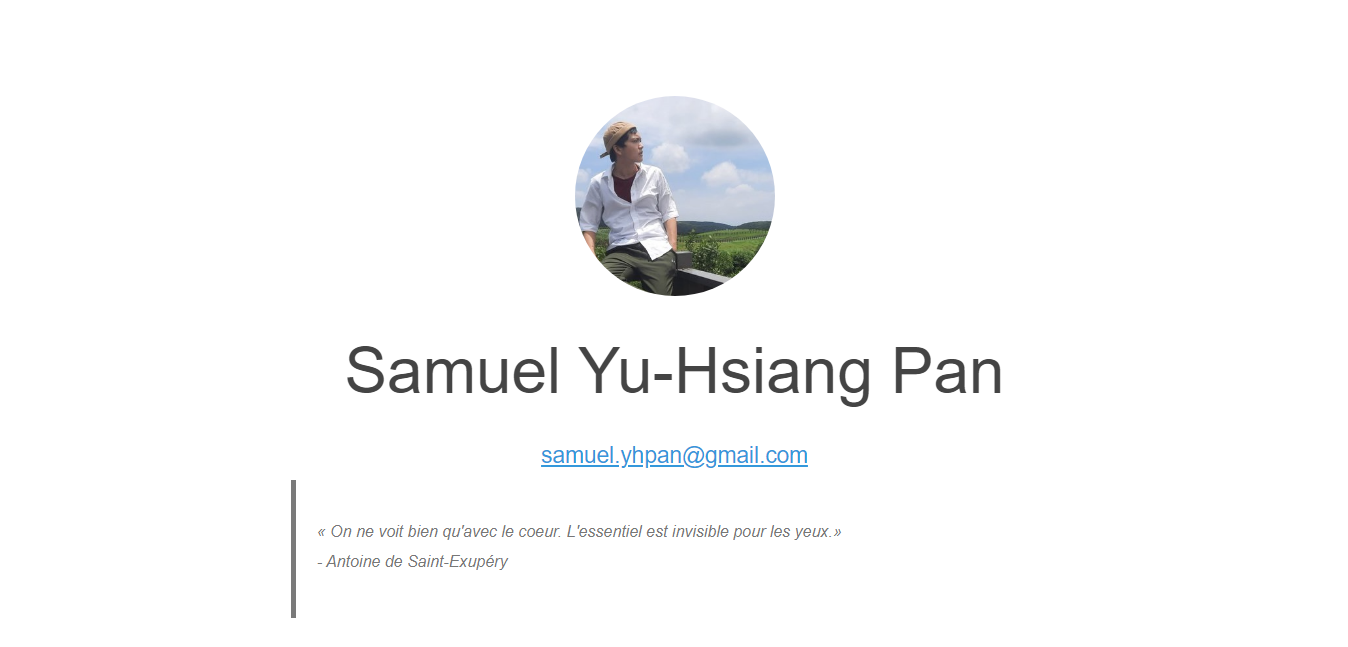 Samuel Yu-Hsiang Pan
samuel.yhpan@gmail.com
« On ne voit bien qu'avec le coeur. L'essentiel est invisible pour les yeux.»
- Antoine de Saint-Exupéry